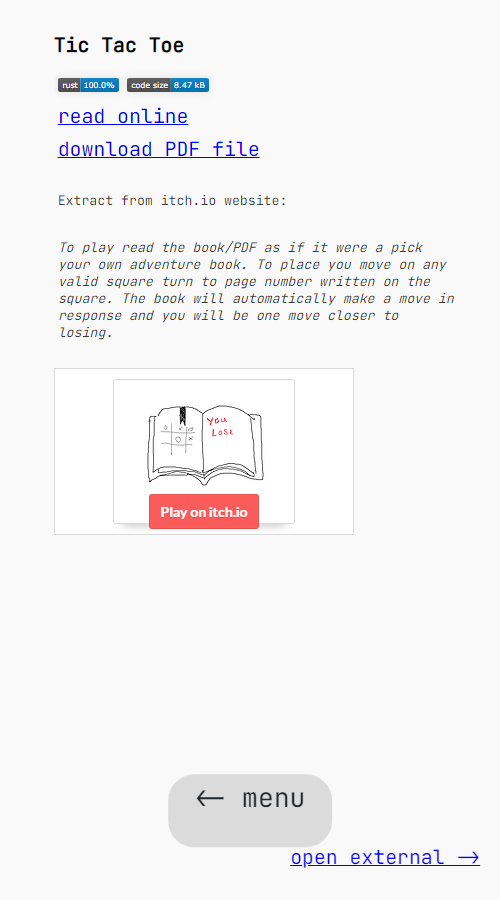 Tic Tac Toe
rust 100.0% code size 8.47 kB
read online
download PDF file
Extract from itch.io website:
To play read the book/PDF as if it were a pick
your own adventure book. To place you move on any
valid square turn to page number written on the
square. The book will automatically make a move in
response and you will be one move closer to
losing.
You
Lose
Play on itch.io
← menu
open external →